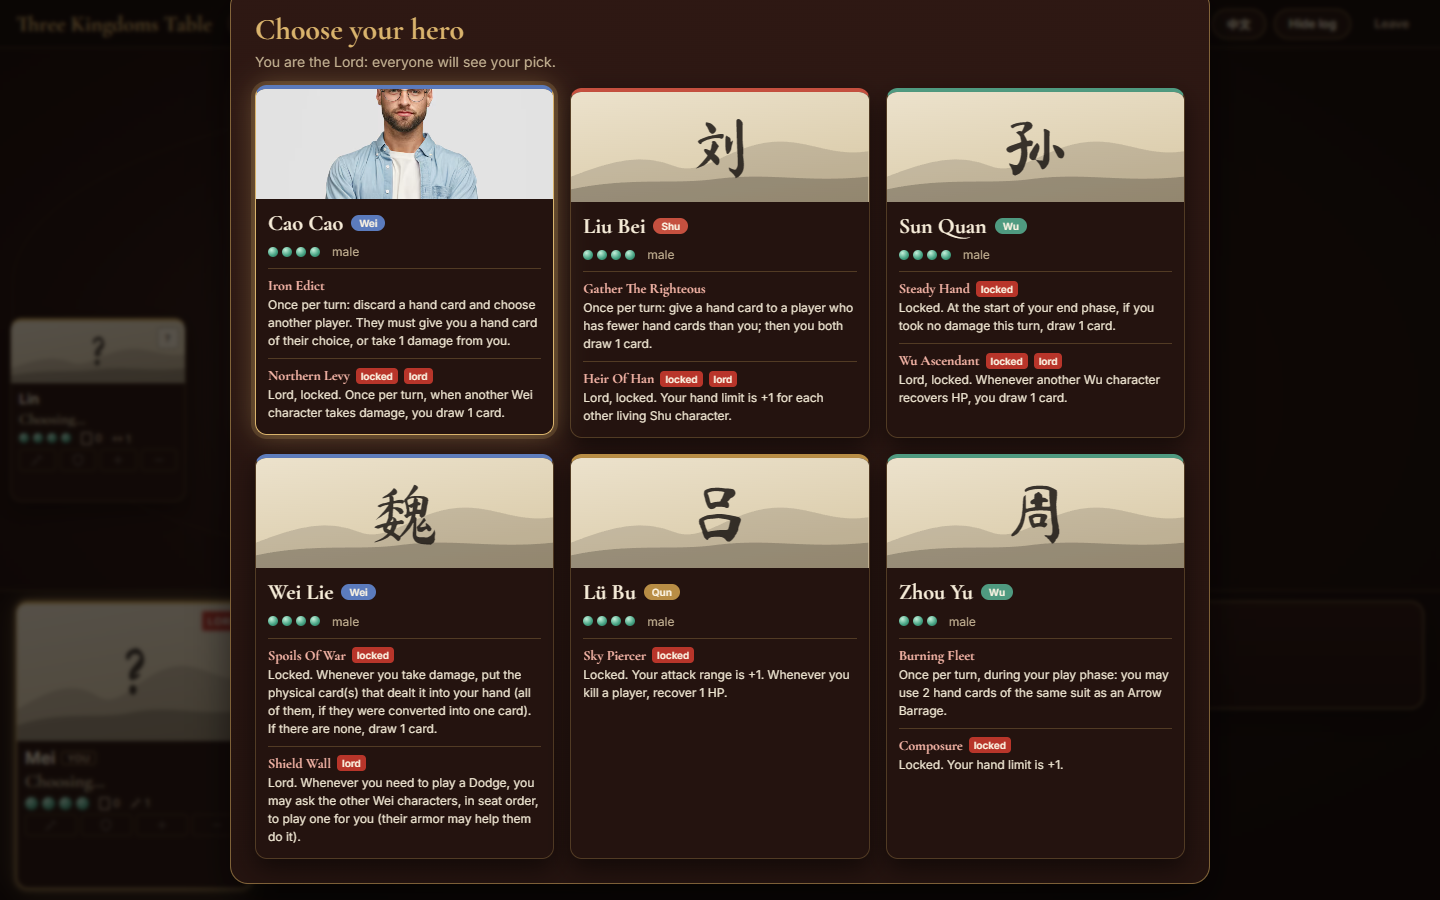 Three Kingdoms Table
中文
Hide log
Leave
Choose your hero
You are the Lord: everyone will see your pick.
Cao Cao Wei
male
Iron Edict
Once per turn: discard a hand card and choose
another player. They must give you a hand card
of their choice, or take 1 damage from you.
Northern Levy locked lord
Lord, locked. Once per turn, when another Wei
character takes damage, you draw 1 card.
刘
Liu Bei Shu
male
Gather The Righteous
Once per turn: give a hand card to a player who
has fewer hand cards than you; then you both
draw 1 card.
Heir Of Han locked lord
Lord, locked. Your hand limit is +1 for each
other living Shu character.
孙
Sun Quan Wu
male
Steady Hand locked
Locked. At the start of your end phase, if you
took no damage this turn, draw 1 card.
Wu Ascendant locked lord
Lord, locked. Whenever another Wu character
recovers HP, you draw 1 card.
魏
Wei Lie Wei
male
Spoils Of War locked
Locked. Whenever you take damage, put the
physical card(s) that dealt it into your hand (all
of them, if they were converted into one card).
If there are none, draw 1 card.
Shield Wall lord
Lord. Whenever you need to play a Dodge, you
may ask the other Wei characters, in seat order,
to play one for you (their armor may help them
do it).
吕
Lü Bu Qun
male
Sky Piercer locked
Locked. Your attack range is +1. Whenever you
kill a player, recover 1 HP.
周
Zhou Yu Wu
male
Burning Fleet
Once per turn, during your play phase: you may
use 2 hand cards of the same suit as an Arrow
Barrage.
Composure locked
Locked. Your hand limit is +1.
?
Lin
Choosing...
?
Mei
Choosing...